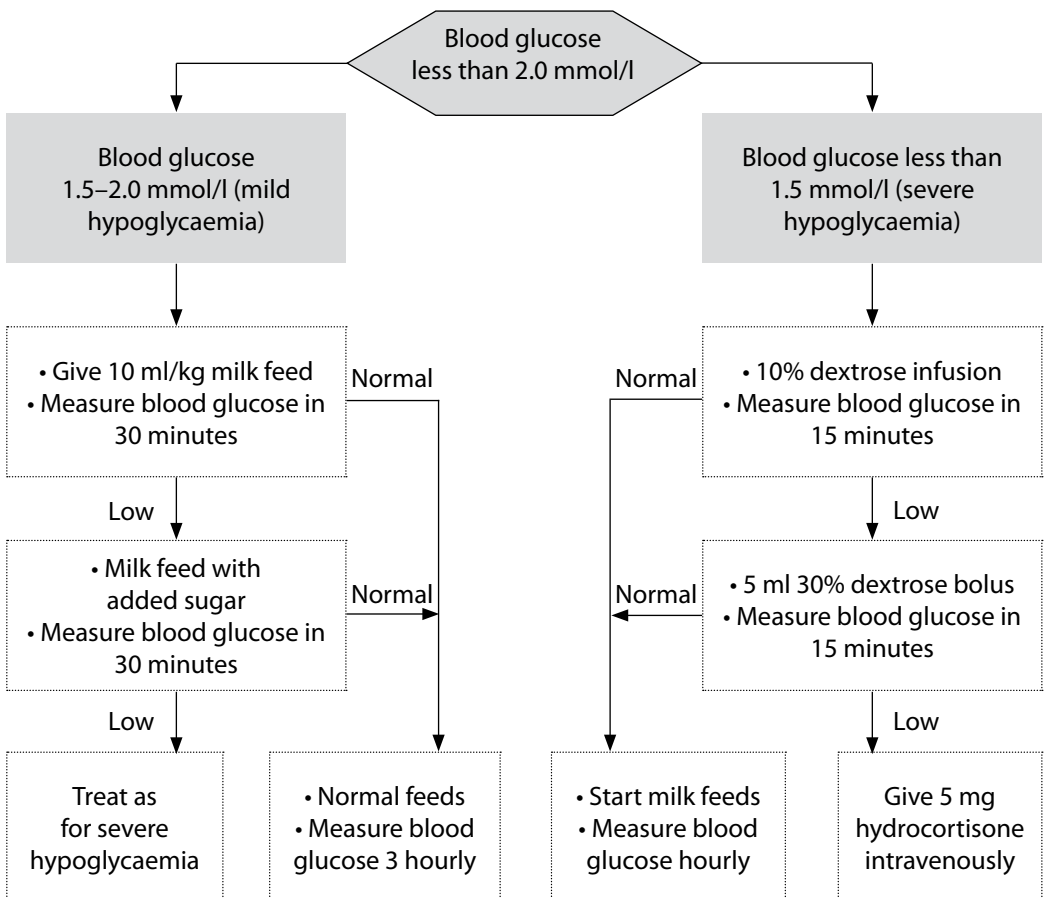 Blood glucose
less than 2.0 mmol/l
Blood glucose
1.5–2.0 mmol/l (mild
hypoglycaemia)
Blood glucose less than
1.5 mmol/l (severe
hypoglycaemia)
• Give 10 ml/kg milk feed
• Measure blood glucose in
30 minutes
Normal
Normal
• 10% dextrose infusion
• Measure blood glucose in
15 minutes
Low
Low
• Milk feed with
added sugar
• Measure blood glucose in
30 minutes
Normal
Normal
• 5 ml 30% dextrose bolus
• Measure blood glucose in
15 minutes
Low
Low
Treat as
for severe
hypoglycaemia
• Normal feeds
• Measure blood
glucose 3 hourly
• Start milk feeds
• Measure blood
glucose hourly
Give 5 mg
hydrocortisone
intravenously